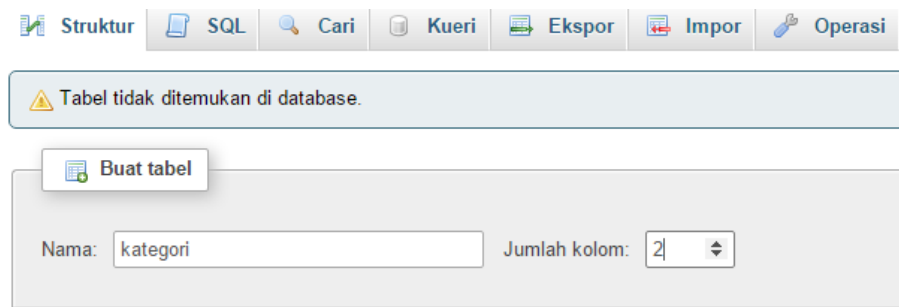 Struktur SQL Cari Kueri Ekspor Impor Operasi
Tabel tidak ditemukan di database.
Buat tabel
Nama: kategori Jumlah kolom: 2